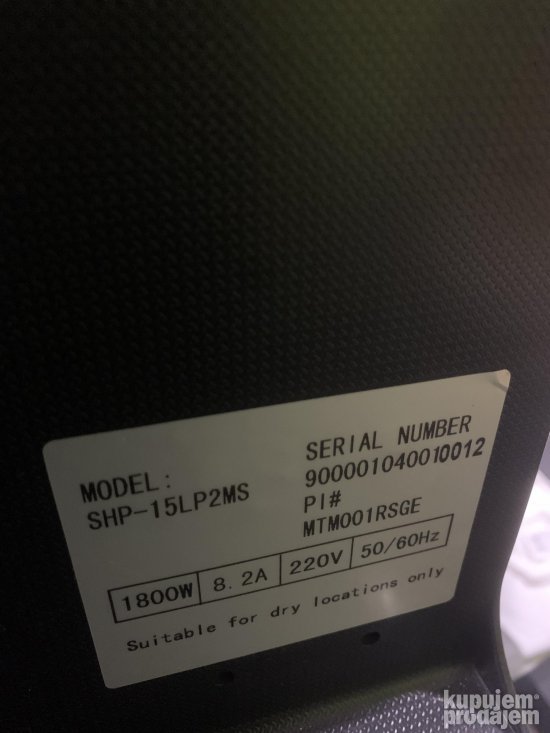 MODEL:
SHP-15LP2MS
SERIAL NUMBER
900001040010012
PI#
MTM001RSGE
1800W 8.2A 220V 50/60Hz
Suitable for dry locations only
kupujem
prodajem